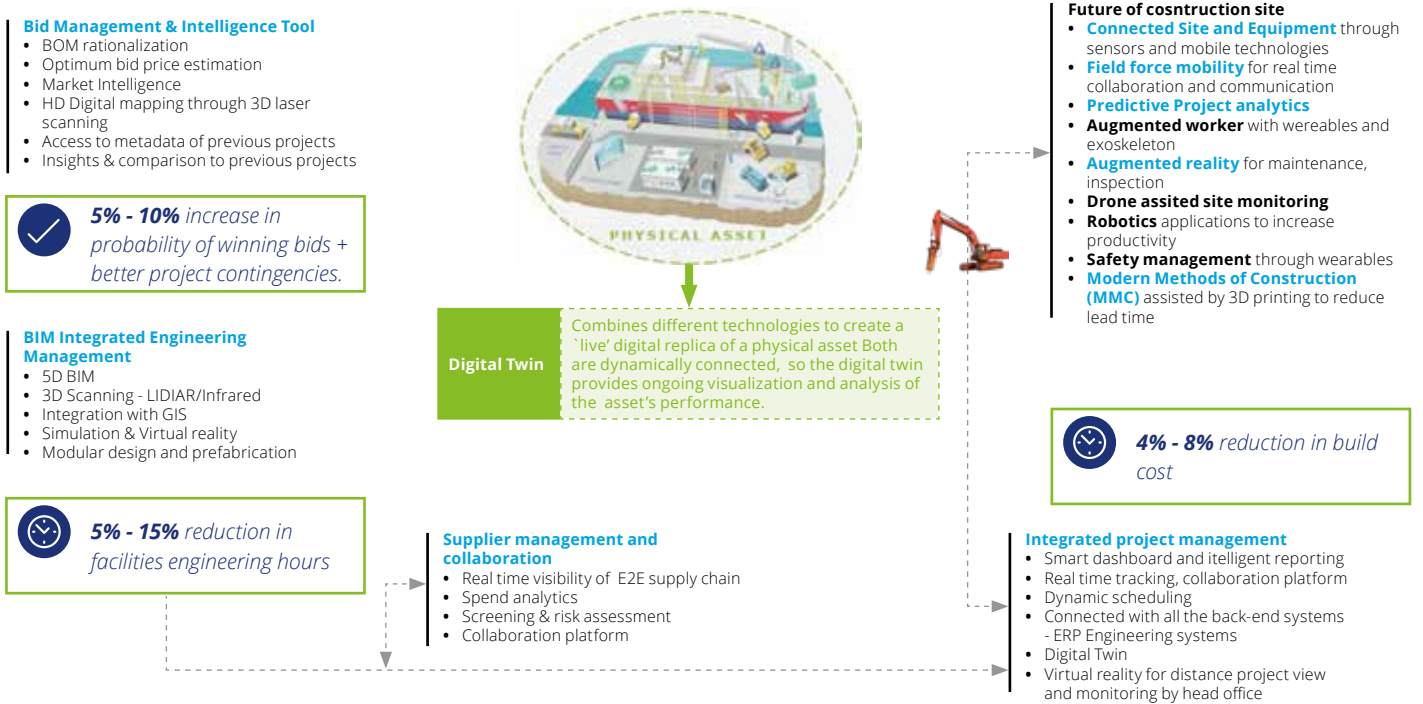 Bid Management & Intelligence Tool
• BOM rationalization
• Optimum bid price estimation
• Market Intelligence
• HD Digital mapping through 3D laser
scanning
• Access to metadata of previous projects
• Insights & comparison to previous projects
5% - 10% increase in
probability of winning bids +
better project contingencies.
BIM Integrated Engineering
Management
• 5D BIM
• 3D Scanning - LIDIAR/Infrared
• Integration with GIS
• Simulation & Virtual reality
• Modular design and prefabrication
5% - 15% reduction in
facilities engineering hours
PHYSICAL ASSET
Digital Twin
Combines different technologies to create a
`live’ digital replica of a physical asset Both
are dynamically connected, so the digital twin
provides ongoing visualization and analysis of
the asset’s performance.
Supplier management and
collaboration
• Real time visibility of E2E supply chain
• Spend analytics
• Screening & risk assessment
• Collaboration platform
Future of cosntruction site
• Connected Site and Equipment through
sensors and mobile technologies
• Field force mobility for real time
collaboration and communication
• Predictive Project analytics
• Augmented worker with wereables and
exoskeleton
• Augmented reality for maintenance,
inspection
• Drone assited site monitoring
• Robotics applications to increase
productivity
• Safety management through wearables
• Modern Methods of Construction
(MMC) assisted by 3D printing to reduce
lead time
4% - 8% reduction in build
cost
Integrated project management
• Smart dashboard and itelligent reporting
• Real time tracking, collaboration platform
• Dynamic scheduling
• Connected with all the back-end systems
- ERP Engineering systems
• Digital Twin
• Virtual reality for distance project view
and monitoring by head office